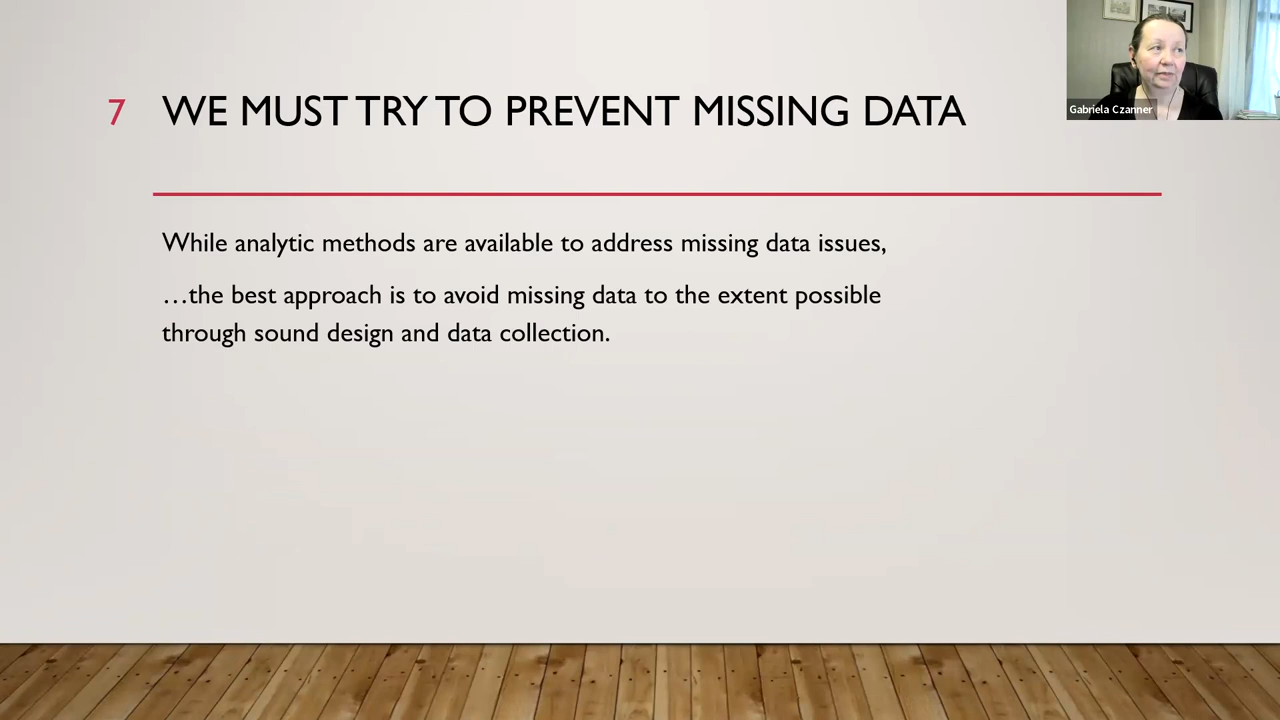 7 WE MUST TRY TO PREVENT MISSING DATA
Gabriela Czanner
While analytic methods are available to address missing data issues,
…the best approach is to avoid missing data to the extent possible
through sound design and data collection.